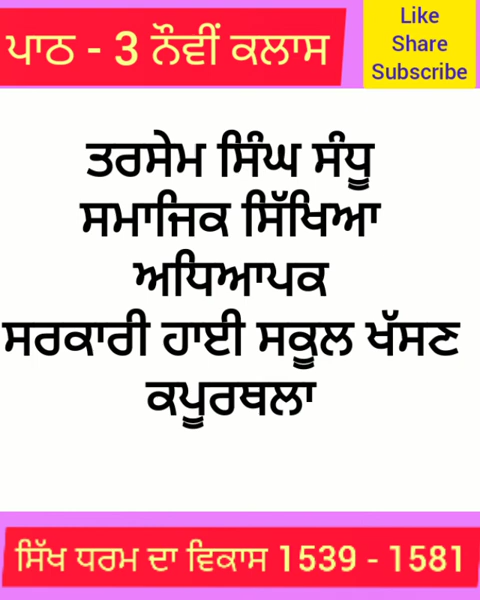 ਪਾਠ - 3 ਨੌਵੀਂ ਕਲਾਸ
Like
Share
Subscribe
ਤਰਸੇਮ ਸਿੰਘ ਸੰਧੂ
ਸਮਾਜਿਕ ਸਿੱਖਿਆ
ਅਧਿਆਪਕ
ਸਰਕਾਰੀ ਹਾਈ ਸਕੂਲ ਖੱਸਣ
ਕਪੂਰਥਲਾ
ਸਿੱਖ ਧਰਮ ਦਾ ਵਿਕਾਸ 1539 - 1581